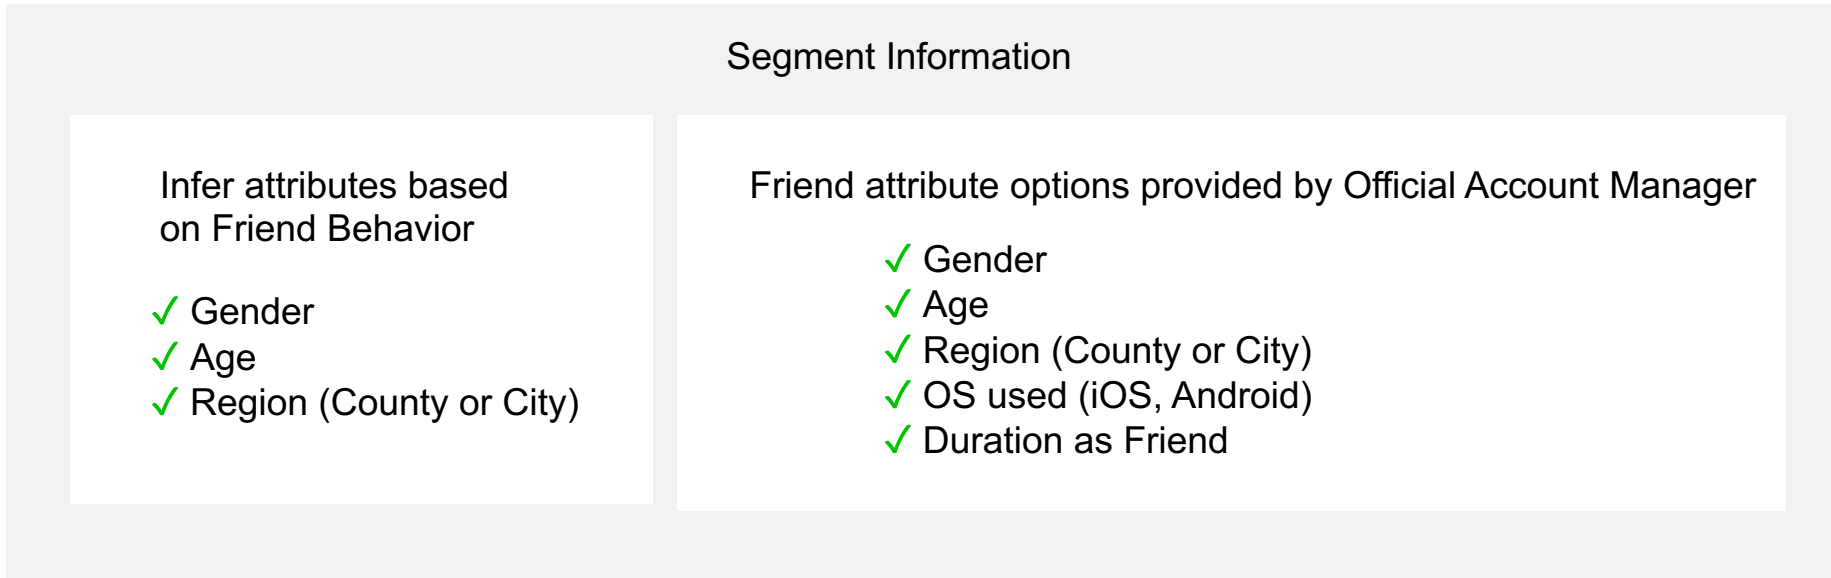 Segment Information
Infer attributes based
on Friend Behavior
✓ Gender
✓ Age
✓ Region (County or City)
Friend attribute options provided by Official Account Manager
✓ Gender
✓ Age
✓ Region (County or City)
✓ OS used (iOS, Android)
✓ Duration as Friend